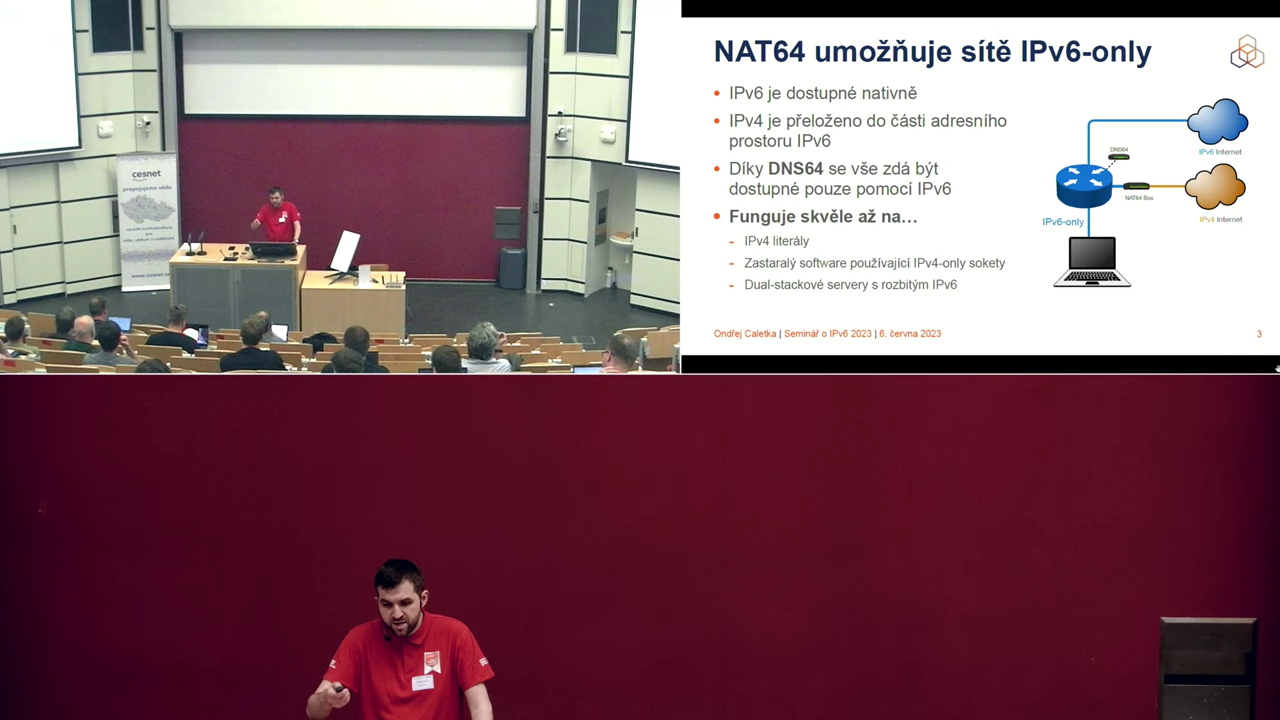 cesnet
propojujeme vědu
www.cesnet.cz
NAT64 umožňuje sítě IPv6-only
• IPv6 je dostupné nativně
• IPv4 je přeloženo do části adresního
prostoru IPv6
• Díky DNS64 se vše zdá být
dostupné pouze pomocí IPv6
• Funguje skvěle až na…
- IPv4 literály
- Zastaralý software používající IPv4-only sokety
- Dual-stackové servery s rozbitým IPv6
DNS64
IPv6 Internet
NAT64 Box
IPv6-only
IPv4 Internet
Ondřej Caletka | Seminář o IPv6 2023 | 6. června 2023
3